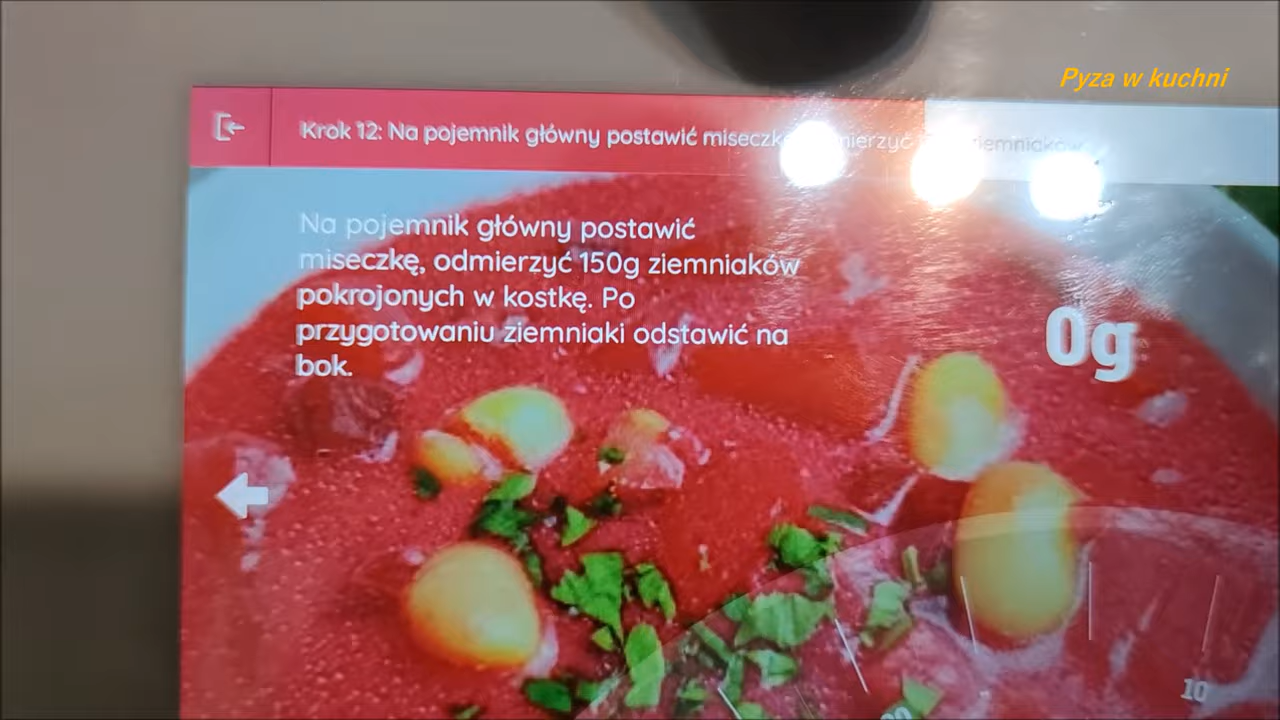 Pyza w kuchni
Krok 12: Na pojemnik główny postawić ziemniaków
Na pojemnik główny postawić
miseczkę, odmierzyć 150g ziemniaków
pokrojonych w kostkę. Po
przygotowaniu ziemniaki odstawić na
bok.
0g
10